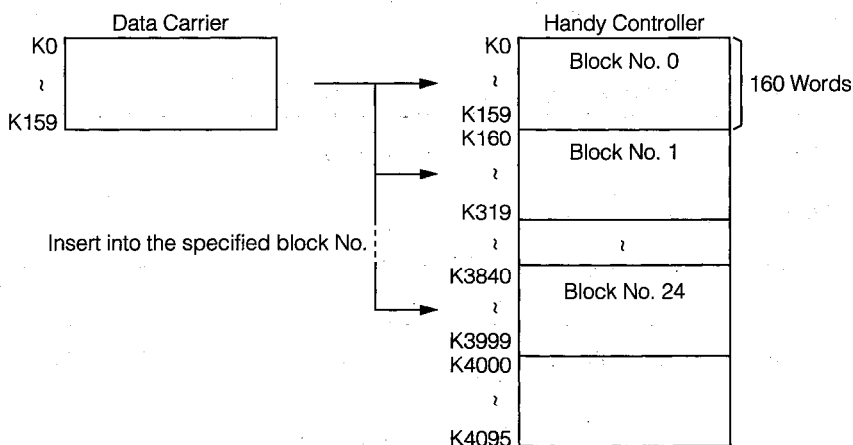 Data Carrier
K0
≀
K159
Insert into the specified block No.
Handy Controller
K0
≀
K159
Block No. 0
160 Words
K160
≀
K319
Block No. 1
≀
≀
K3840
≀
K3999
Block No. 24
K4000
≀
K4095